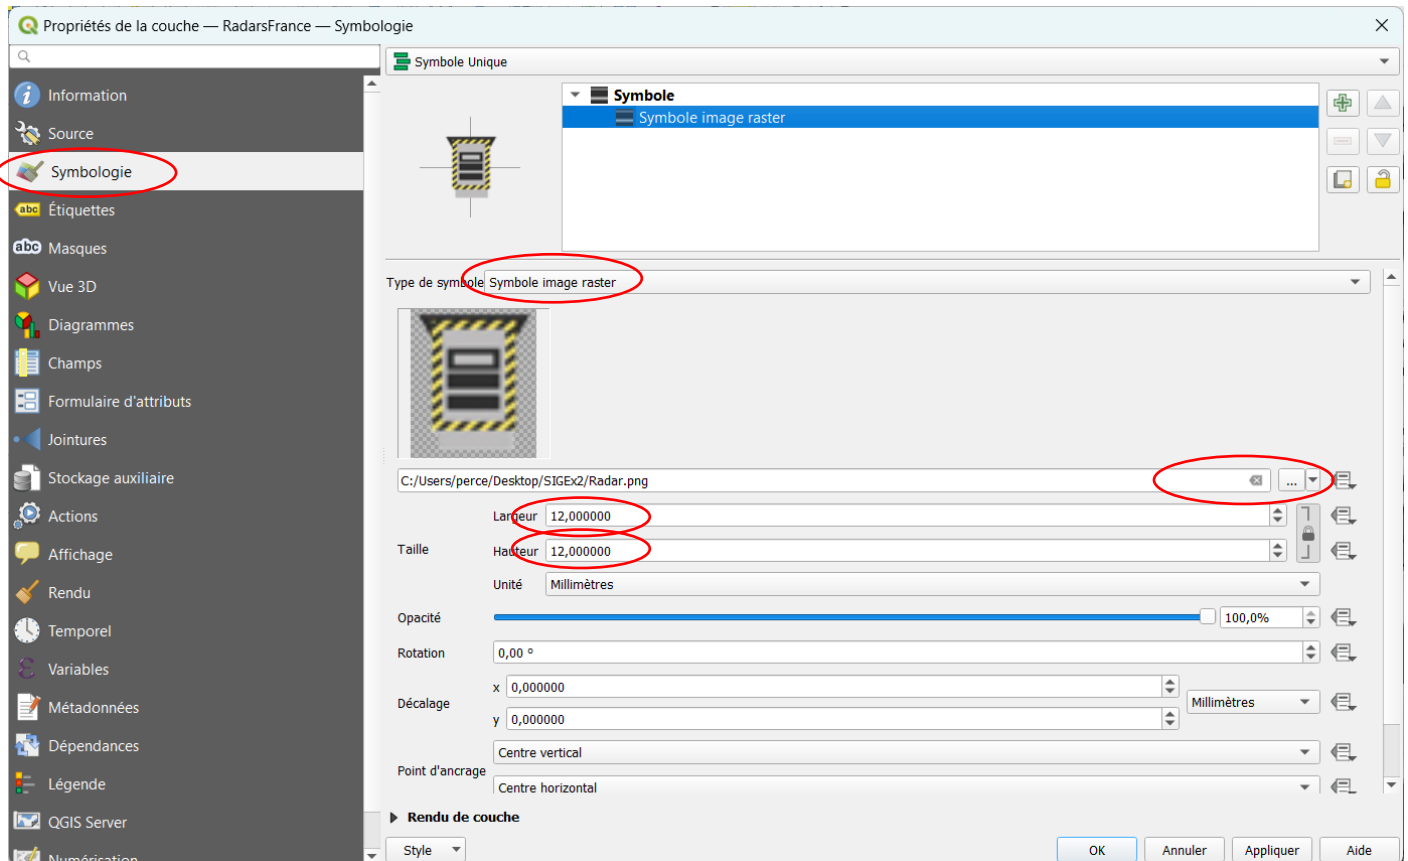 Propriétés de la couche — RadarsFrance — Symbologie
Symbole Unique
Information
Source
Symbologie
abc Étiquettes
abc Masques
Vue 3D
Diagrammes
Champs
Formulaire d'attributs
Jointures
Stockage auxiliaire
Actions
Affichage
Rendu
Temporel
Variables
Métadonnées
Dépendances
Légende
QGIS Server
Numérisation
Symbole
Symbole image raster
Type de symbole Symbole image raster
C:/Users/perce/Desktop/SIGEx2/Radar.png ...
Taille
Largeur 12,000000
Hauteur 12,000000
Unité Millimètres
Opacité 100,0%
Rotation 0,00 °
Décalage
x 0,000000
y 0,000000
Millimètres
Point d'ancrage
Centre vertical
Centre horizontal
Rendu de couche
Style OK Annuler Appliquer Aide